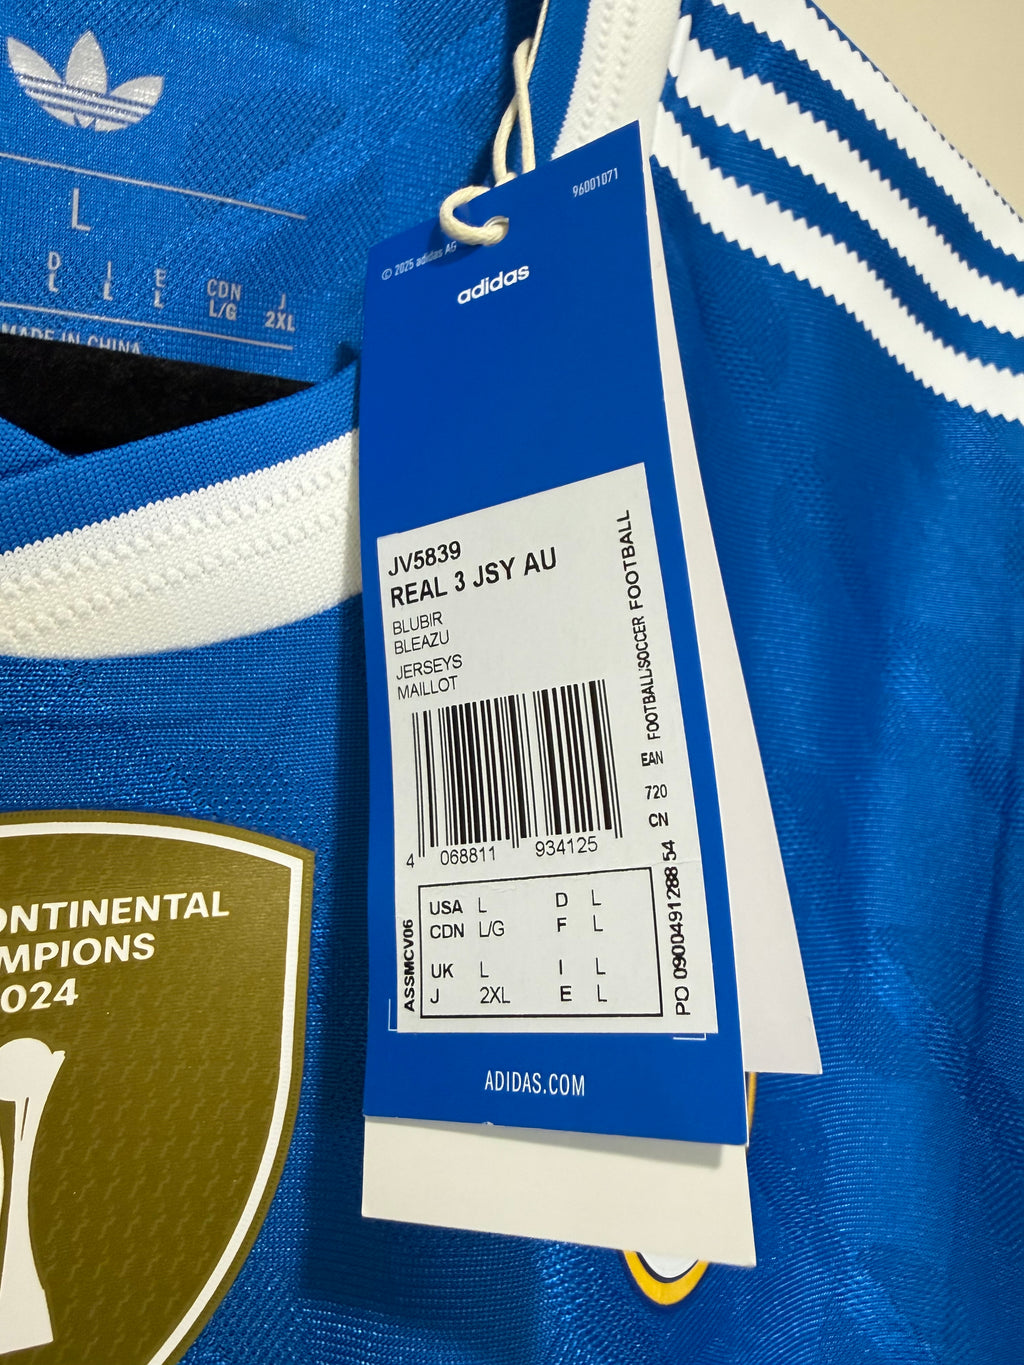 L
D
L
I
L
E
L
CDN
L/G
J
2XL
MADE IN CHINA
96001071
© 2025 adidas AG
adidas
JV5839
REAL 3 JSY AU
BLUBIR
BLEAZU
JERSEYS
MAILLOT
4 068811 934125
FOOTBALL/SOCCER FOOTBALL
EAN
720
CN
PO 0900491288 54
ASSMCV06
USA L D L
CDN L/G F L
UK L I L
J 2XL E L
ADIDAS.COM
ONTINENTAL
MPIONS
024